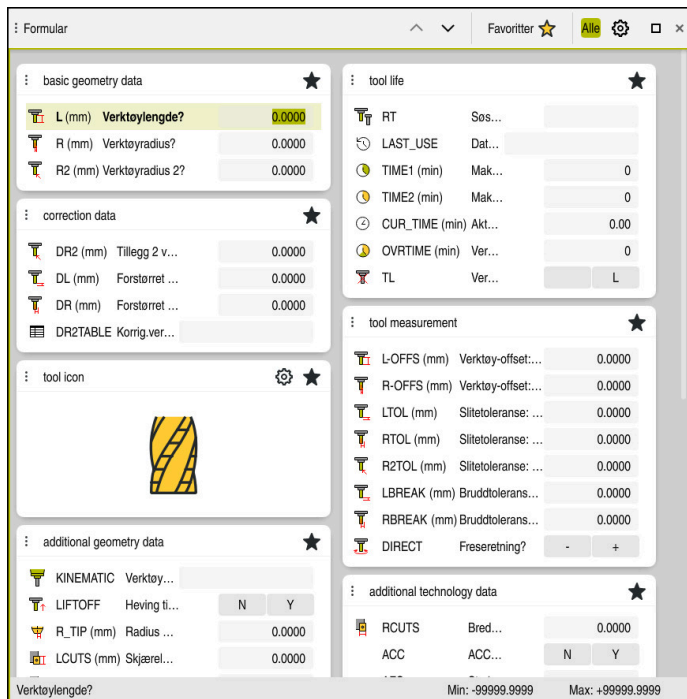 Formular
Favoritter
Alle
basic geometry data
L (mm) Verktøylengde? 0.0000
R (mm) Verktøyradius? 0.0000
R2 (mm) Verktøyradius 2? 0.0000
correction data
DR2 (mm) Tillegg 2 v... 0.0000
DL (mm) Forstørret ... 0.0000
DR (mm) Forstørret ... 0.0000
DR2TABLE Korrig.ver...
tool icon
additional geometry data
KINEMATIC Verktøy...
LIFTOFF Heving ti... N Y
R_TIP (mm) Radius ... 0.0000
LCUTS (mm) Skjærel... 0.0000
tool life
RT Søs...
LAST_USE Dat...
TIME1 (min) Mak... 0
TIME2 (min) Mak... 0
CUR_TIME (min) Akt... 0.00
OVRTIME (min) Ver... 0
TL Ver... L
tool measurement
L-OFFS (mm) Verktøy-offset:... 0.0000
R-OFFS (mm) Verktøy-offset:... 0.0000
LTOL (mm) Slitetoleranse: ... 0.0000
RTOL (mm) Slitetoleranse: ... 0.0000
R2TOL (mm) Slitetoleranse: ... 0.0000
LBREAK (mm) Bruddtolerans... 0.0000
RBREAK (mm) Bruddtolerans... 0.0000
DIRECT Freseretning? - +
additional technology data
RCUTS Bred... 0.0000
ACC ACC... N Y
Verktøylengde? Min: -99999.9999 Max: +99999.9999